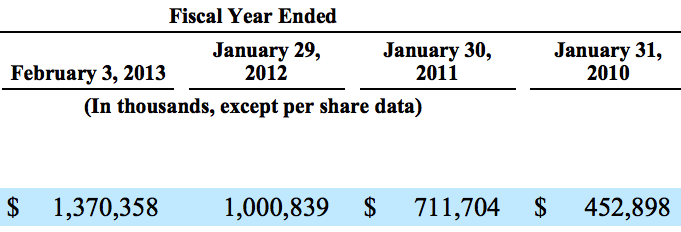 Fiscal Year Ended
February 3, 2013 January 29, 2012 January 30, 2011 January 31, 2010
(In thousands, except per share data)
$ 1,370,358 1,000,839 $ 711,704 $ 452,898